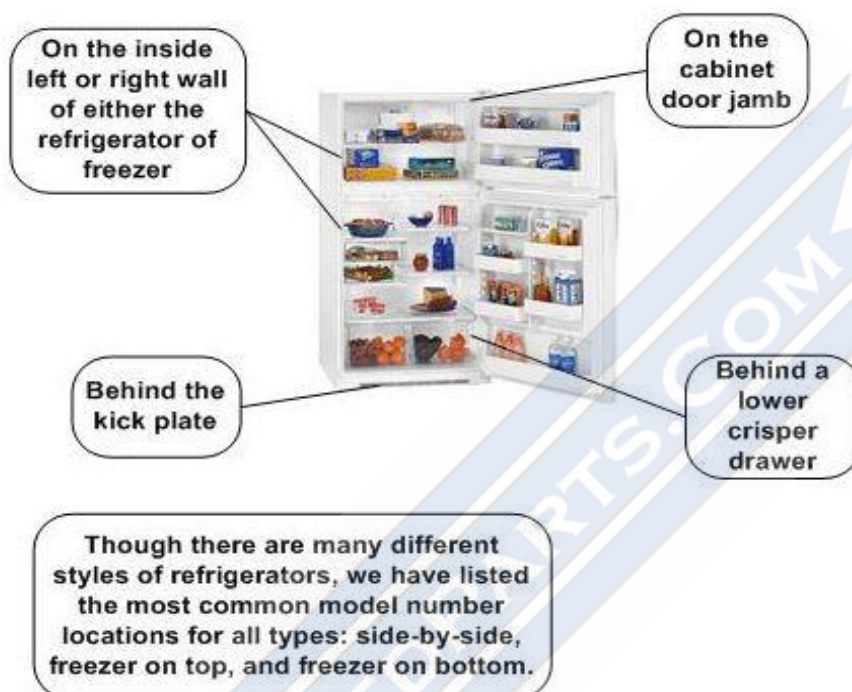 On the inside
left or right wall
of either the
refrigerator of
freezer
On the
cabinet
door jamb
Behind the
kick plate
Behind a
lower
crisper
drawer
Though there are many different
styles of refrigerators, we have listed
the most common model number
locations for all types: side-by-side,
freezer on top, and freezer on bottom.
DPARTS.COM